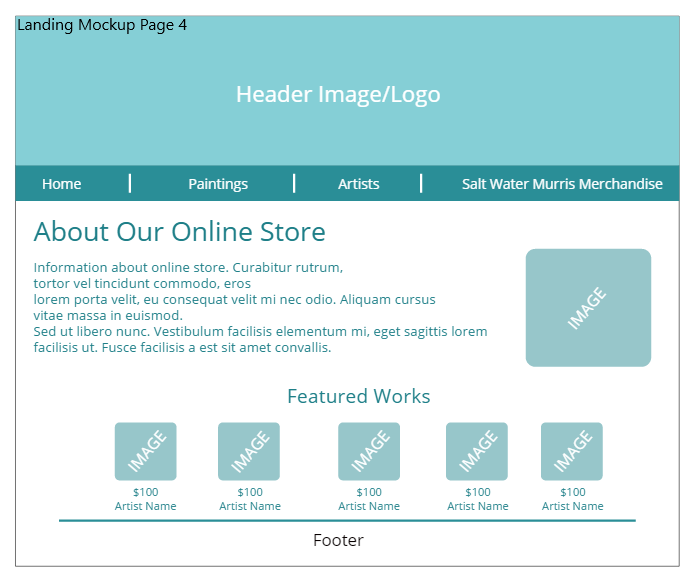 Landing Mockup Page 4
Header Image/Logo
Home | Paintings | Artists | Salt Water Murris Merchandise
About Our Online Store
Information about online store. Curabitur rutrum,
tortor vel tincidunt commodo, eros
lorem porta velit, eu consequat velit mi nec odio. Aliquam cursus
vitae massa in euismod.
Sed ut libero nunc. Vestibulum facilisis elementum mi, eget sagittis lorem
facilisis ut. Fusce facilisis a est sit amet convallis.
IMAGE
Featured Works
IMAGE IMAGE IMAGE IMAGE IMAGE
$100 $100 $100 $100 $100
Artist Name Artist Name Artist Name Artist Name Artist Name
Footer